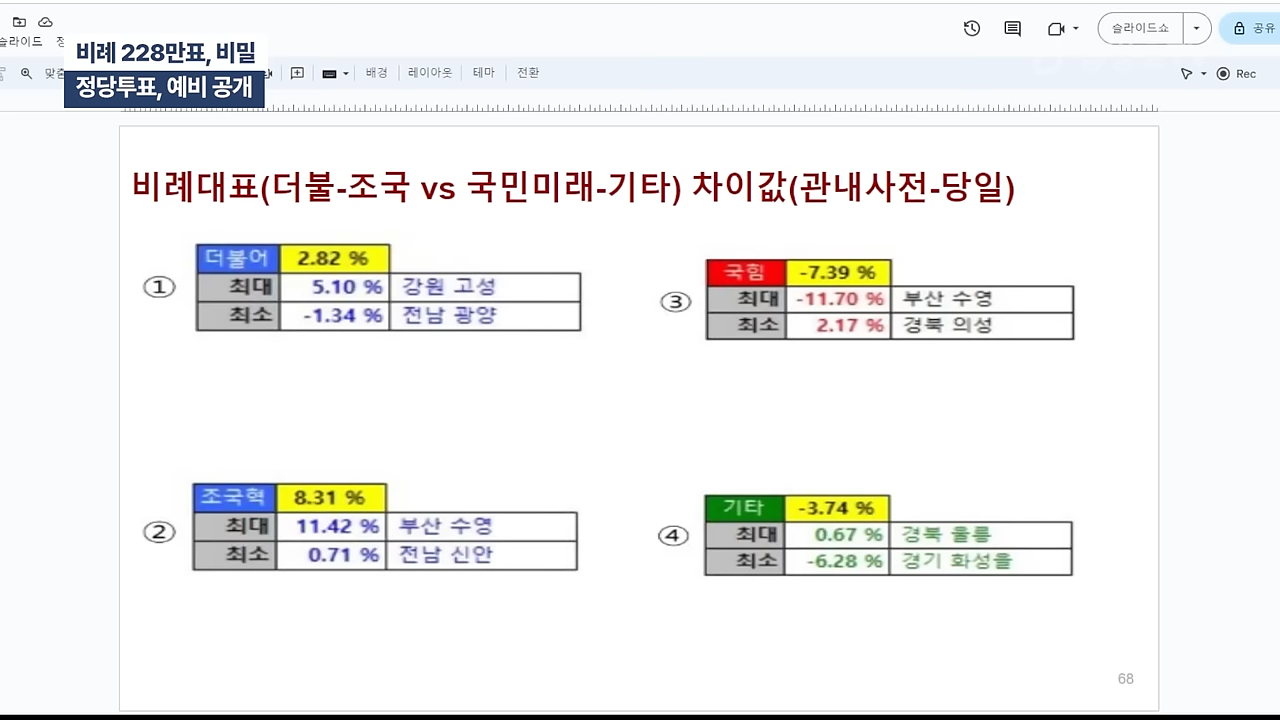 슬라이드
비례 228만표, 비밀
정당투표, 예비 공개
슬라이드쇼
공유
배경
레이아웃
테마
전환
Rec
비례대표(더불-조국 vs 국민미래-기타) 차이값(관내사전-당일)
① 더불어 2.82 %
최대 5.10 % 강원 고성
최소 -1.34 % 전남 광양
③ 국힘 -7.39 %
최대 -11.70 % 부산 수영
최소 2.17 % 경북 의성
② 조국혁 8.31 %
최대 11.42 % 부산 수영
최소 0.71 % 전남 신안
④ 기타 -3.74 %
최대 0.67 % 경북 울릉
최소 -6.28 % 경기 화성을
68